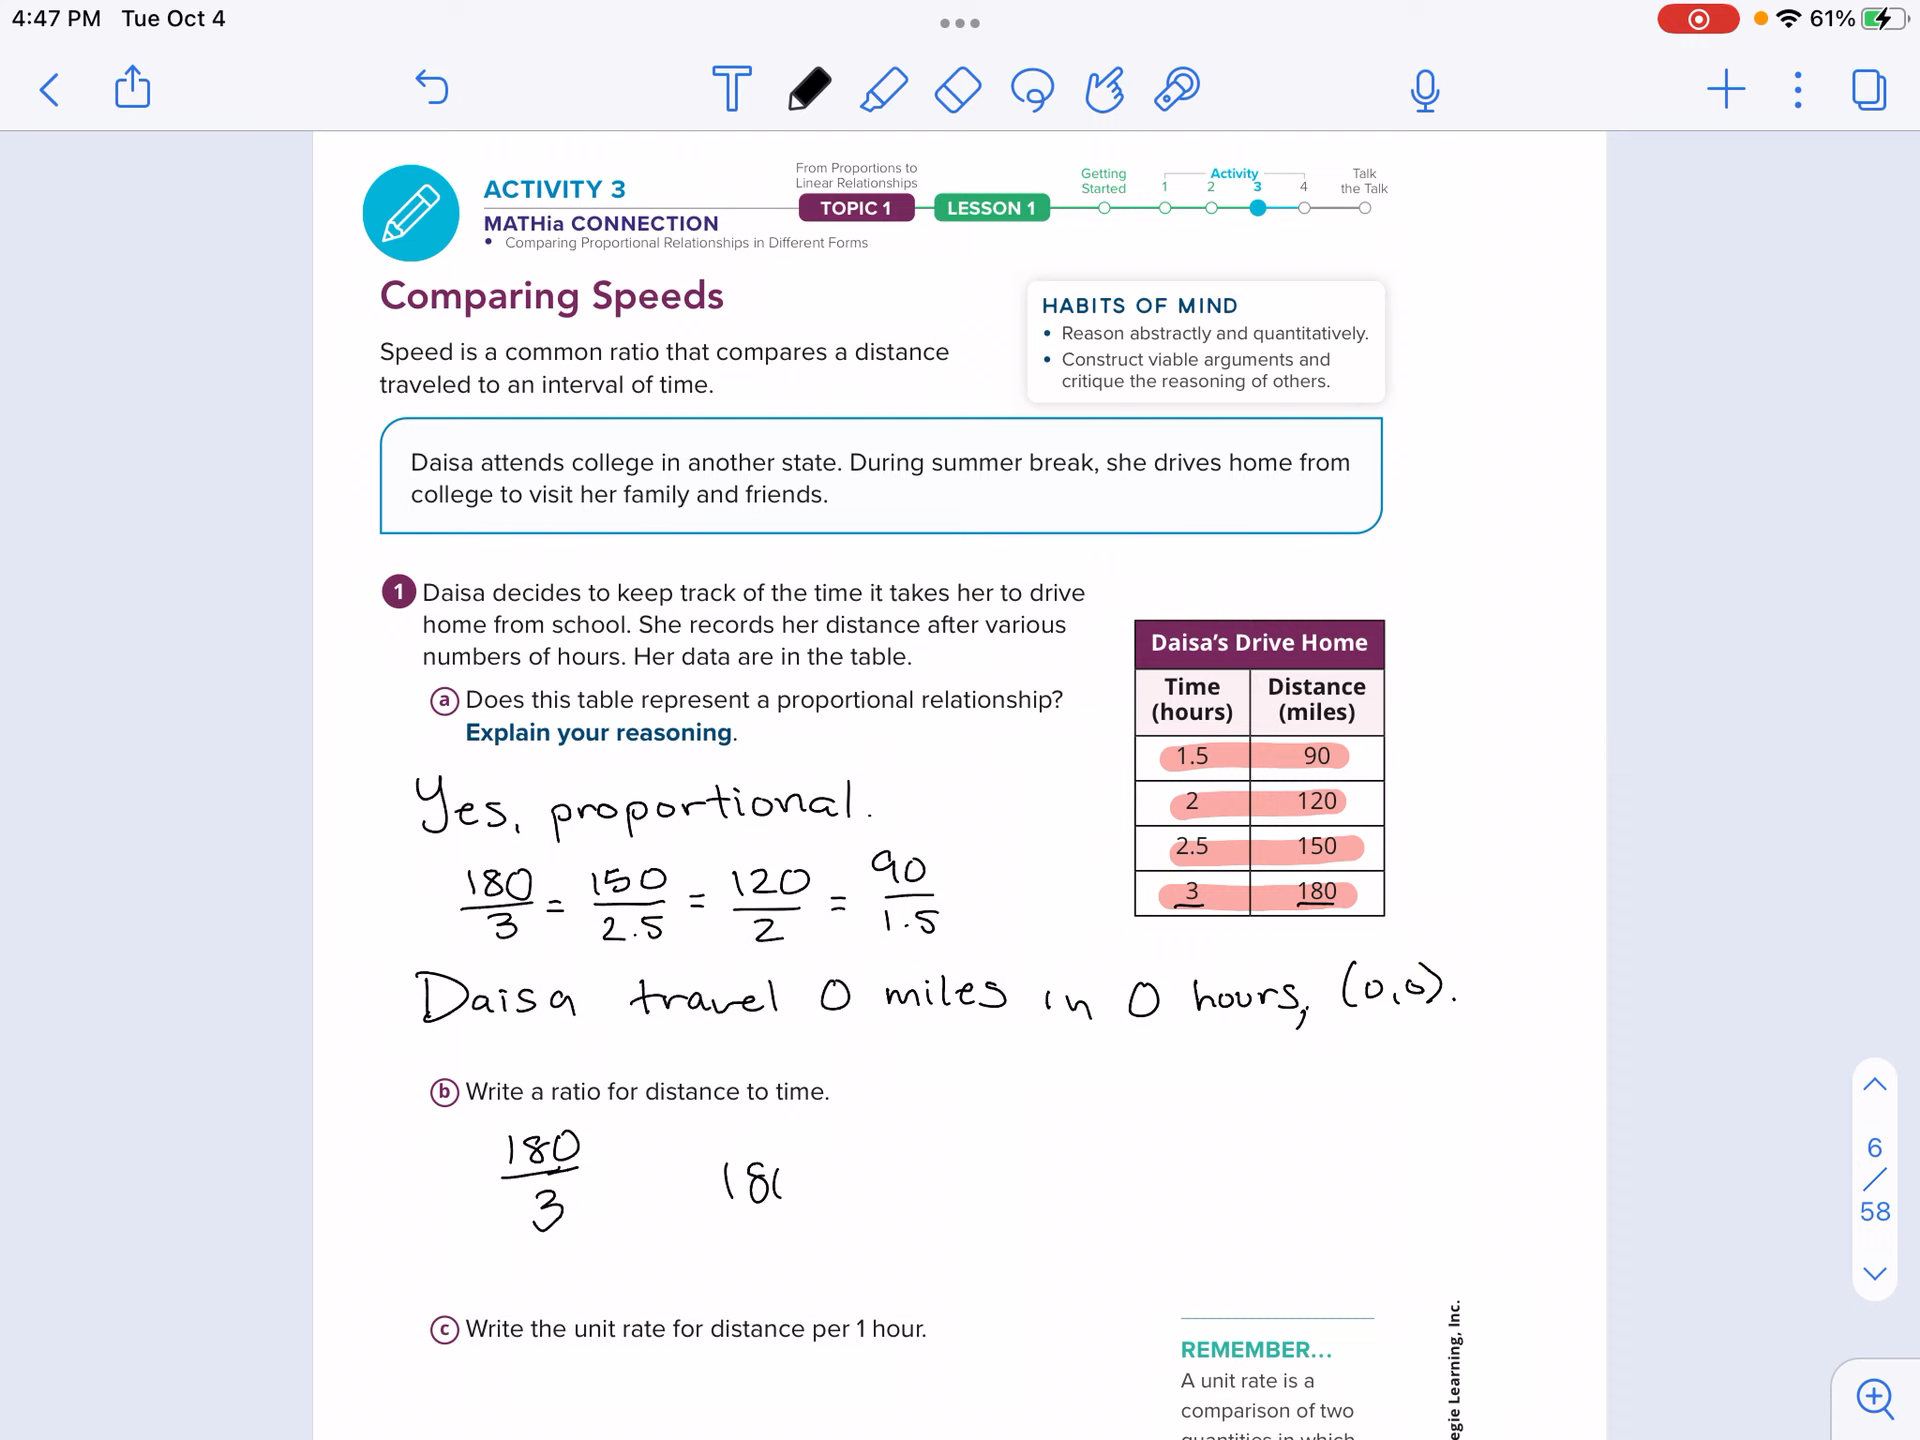 4:47 PM Tue Oct 4
61%
From Proportions to
Linear Relationships
Getting
Started
Activity
1 2 3 4
Talk
the Talk
ACTIVITY 3
TOPIC 1
LESSON 1
MATHia CONNECTION
• Comparing Proportional Relationships in Different Forms
Comparing Speeds
Speed is a common ratio that compares a distance
traveled to an interval of time.
HABITS OF MIND
• Reason abstractly and quantitatively.
• Construct viable arguments and
critique the reasoning of others.
Daisa attends college in another state. During summer break, she drives home from
college to visit her family and friends.
1 Daisa decides to keep track of the time it takes her to drive
home from school. She records her distance after various
numbers of hours. Her data are in the table.
a Does this table represent a proportional relationship?
Explain your reasoning.
Daisa's Drive Home
Time
(hours)
Distance
(miles)
1.5 90
2 120
2.5 150
3 180
Yes, proportional.
180/3 = 150/2.5 = 120/2 = 90/1.5
Daisa travel 0 miles in 0 hours, (0,0).
b Write a ratio for distance to time.
180/3 18(
c Write the unit rate for distance per 1 hour.
REMEMBER...
A unit rate is a
comparison of two
quantities in which
egie Learning, Inc.
6
/
58